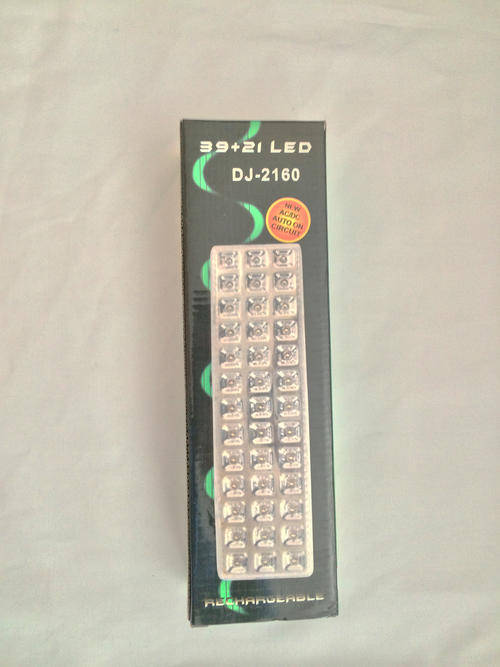 39+21 LED
DJ-2160
NEW
AC/DC
AUTO ON
CIRCUIT
RECHARGEABLE